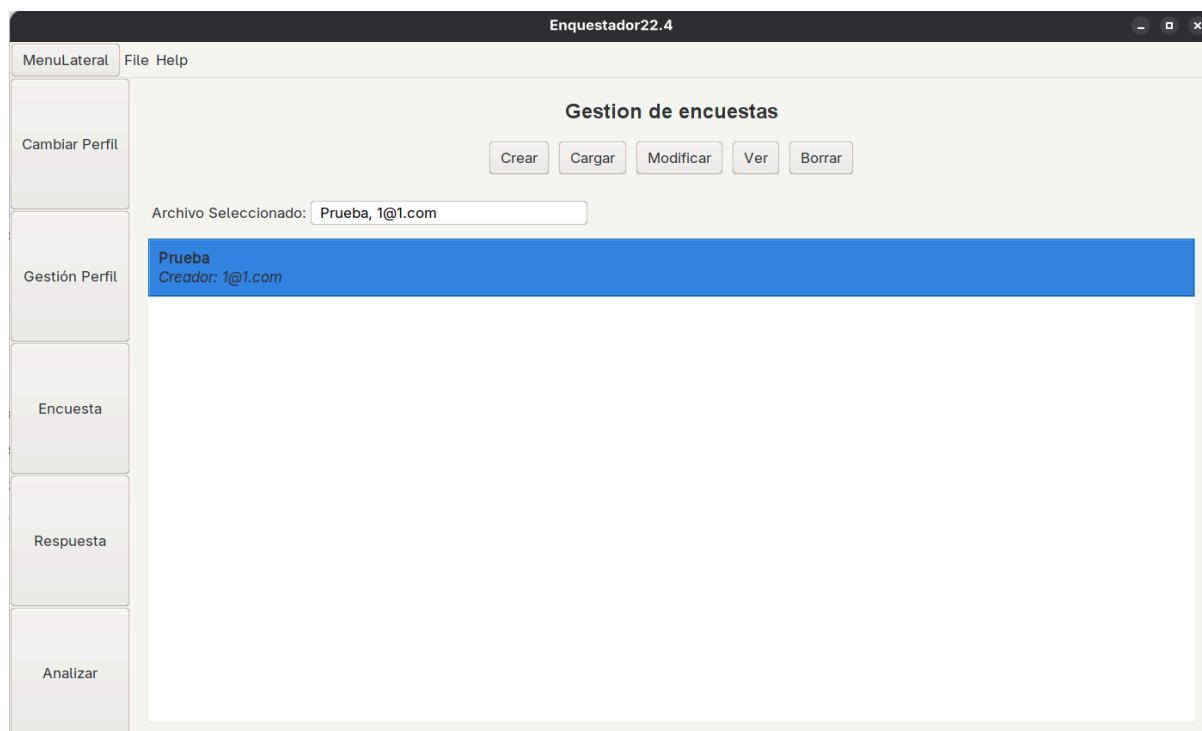 Enquestador22.4
MenuLateral File Help
Cambiar Perfil
Gestión Perfil
Encuesta
Respuesta
Analizar
Gestion de encuestas
Crear Cargar Modificar Ver Borrar
Archivo Seleccionado: Prueba, 1@1.com
Prueba
Creador: 1@1.com